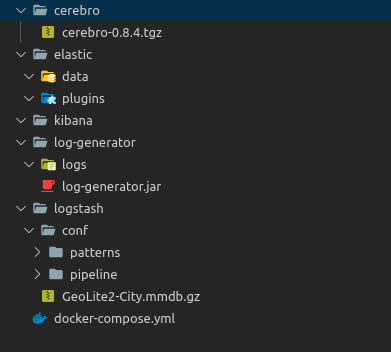 cerebro
cerebro-0.8.4.tgz
elastic
data
plugins
kibana
log-generator
logs
log-generator.jar
logstash
conf
patterns
pipeline
GeoLite2-City.mmdb.gz
docker-compose.yml